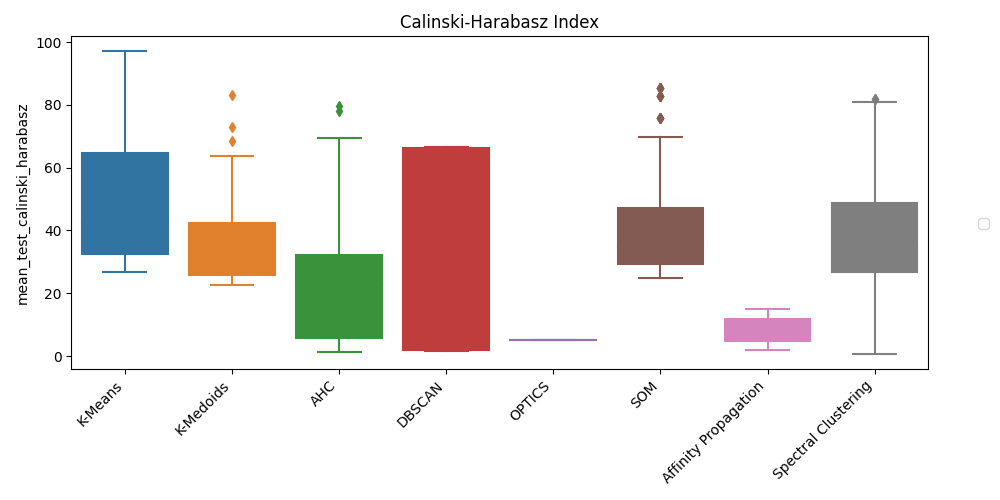 Calinski-Harabasz Index
mean_test_calinski_harabasz
100
80
60
40
20
0
K-Means
K-Medoids
AHC
DBSCAN
OPTICS
SOM
Affinity Propagation
Spectral Clustering